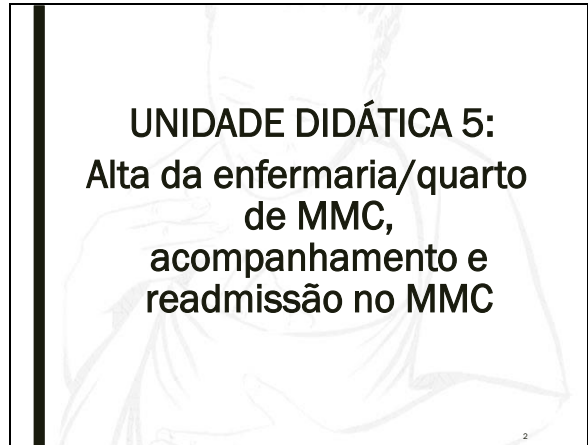 UNIDADE DIDÁTICA 5:
Alta da enfermaria/quarto
de MMC,
acompanhamento e
readmissão no MMC
2